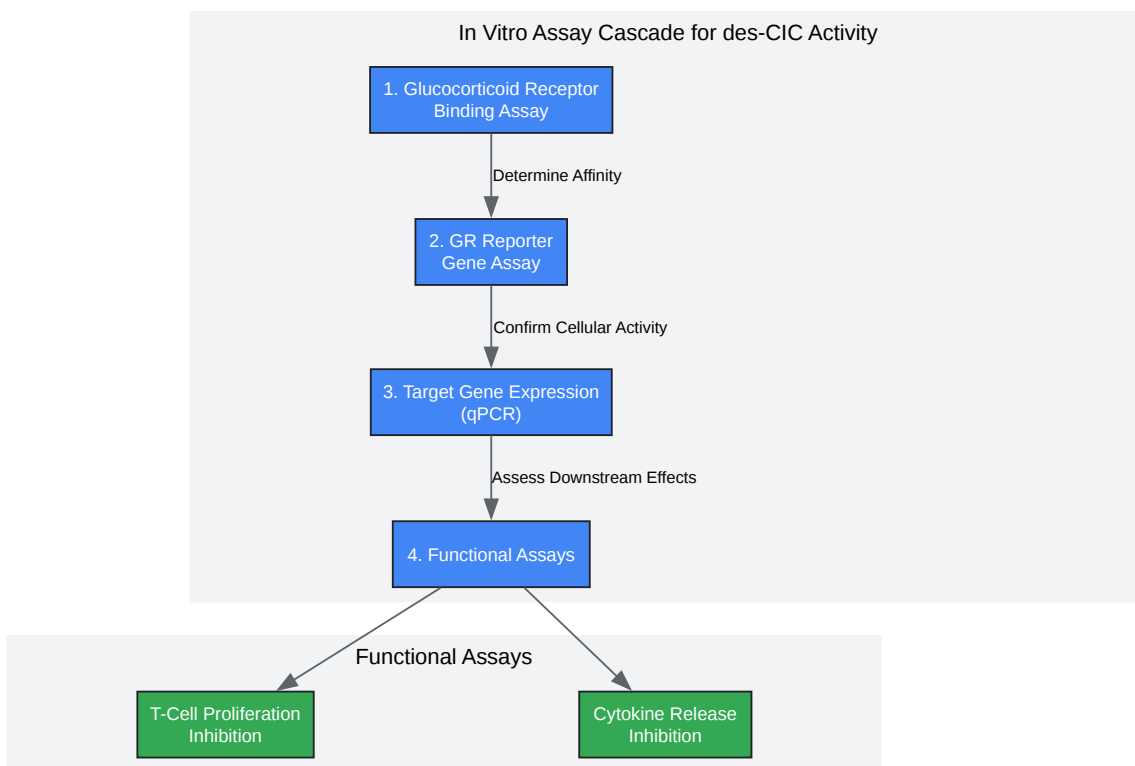 In Vitro Assay Cascade for des-CIC Activity
1. Glucocorticoid Receptor
Binding Assay
Determine Affinity
2. GR Reporter
Gene Assay
Confirm Cellular Activity
3. Target Gene Expression
(qPCR)
Assess Downstream Effects
4. Functional Assays
Functional Assays
T-Cell Proliferation
Inhibition
Cytokine Release
Inhibition